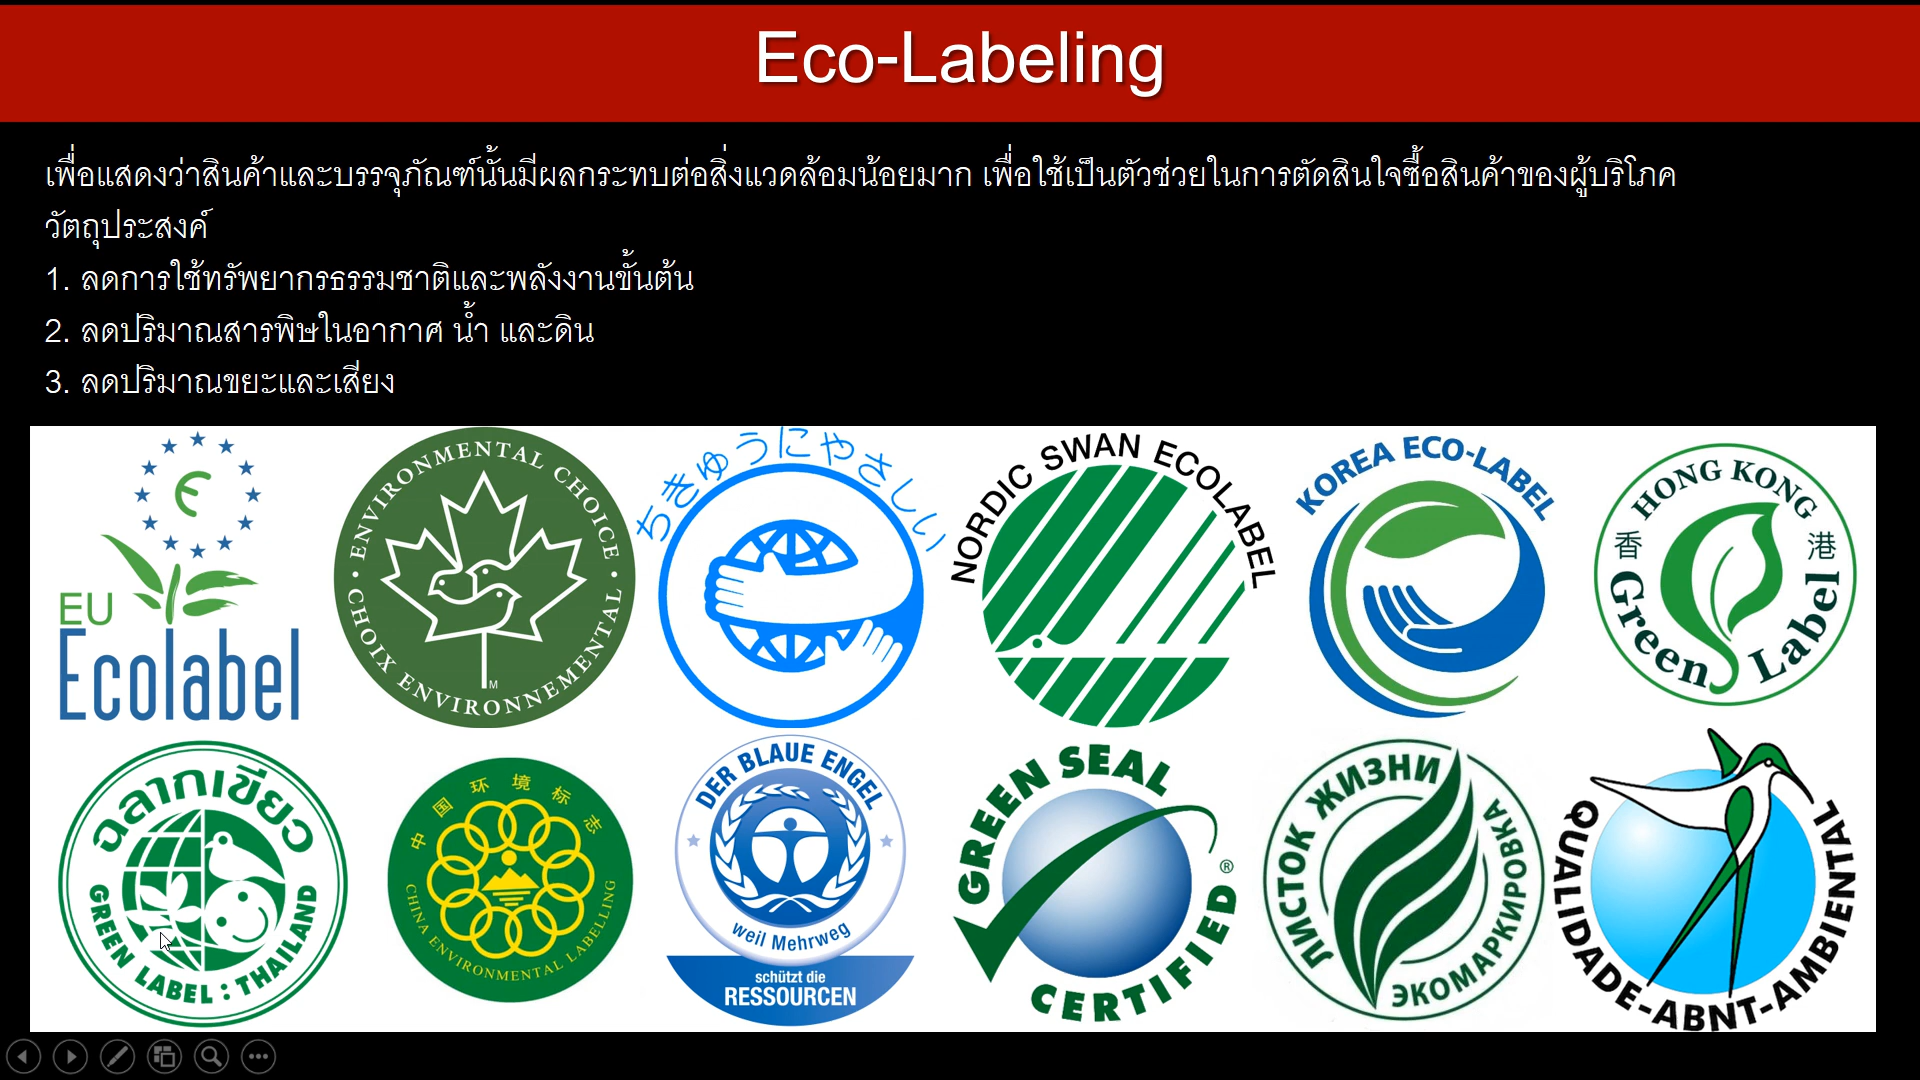 Eco-Labeling
เพื่อแสดงว่าสินค้าและบรรจุภัณฑ์นั้นมีผลกระทบต่อสิ่งแวดล้อมน้อยมาก เพื่อใช้เป็นตัวช่วยในการตัดสินใจซื้อสินค้าของผู้บริโภค
วัตถุประสงค์
1. ลดการใช้ทรัพยากรธรรมชาติและพลังงานขั้นต้น
2. ลดปริมาณสารพิษในอากาศ น้ำ และดิน
3. ลดปริมาณขยะและเสี่ยง
EU
Ecolabel
ENVIRONMENTAL CHOICE
CHOIX ENVIRONNEMENTAL
M
ちきゅうにやさしい
NORDIC SWAN ECOLABEL
KOREA ECO-LABEL
HONG KONG
香 港
Green Label
ฉลากเขียว
GREEN LABEL : THAILAND
中国环境标志
CHINA ENVIRONMENTAL LABELLING
DER BLAUE ENGEL
weil Mehrweg
schützt die
RESSOURCEN
GREEN SEAL
®
CERTIFIED
ЛИСТОК ЖИЗНИ
ЭКОМАРКИРОВКА
QUALIDADE-ABNT-AMBIENTAL